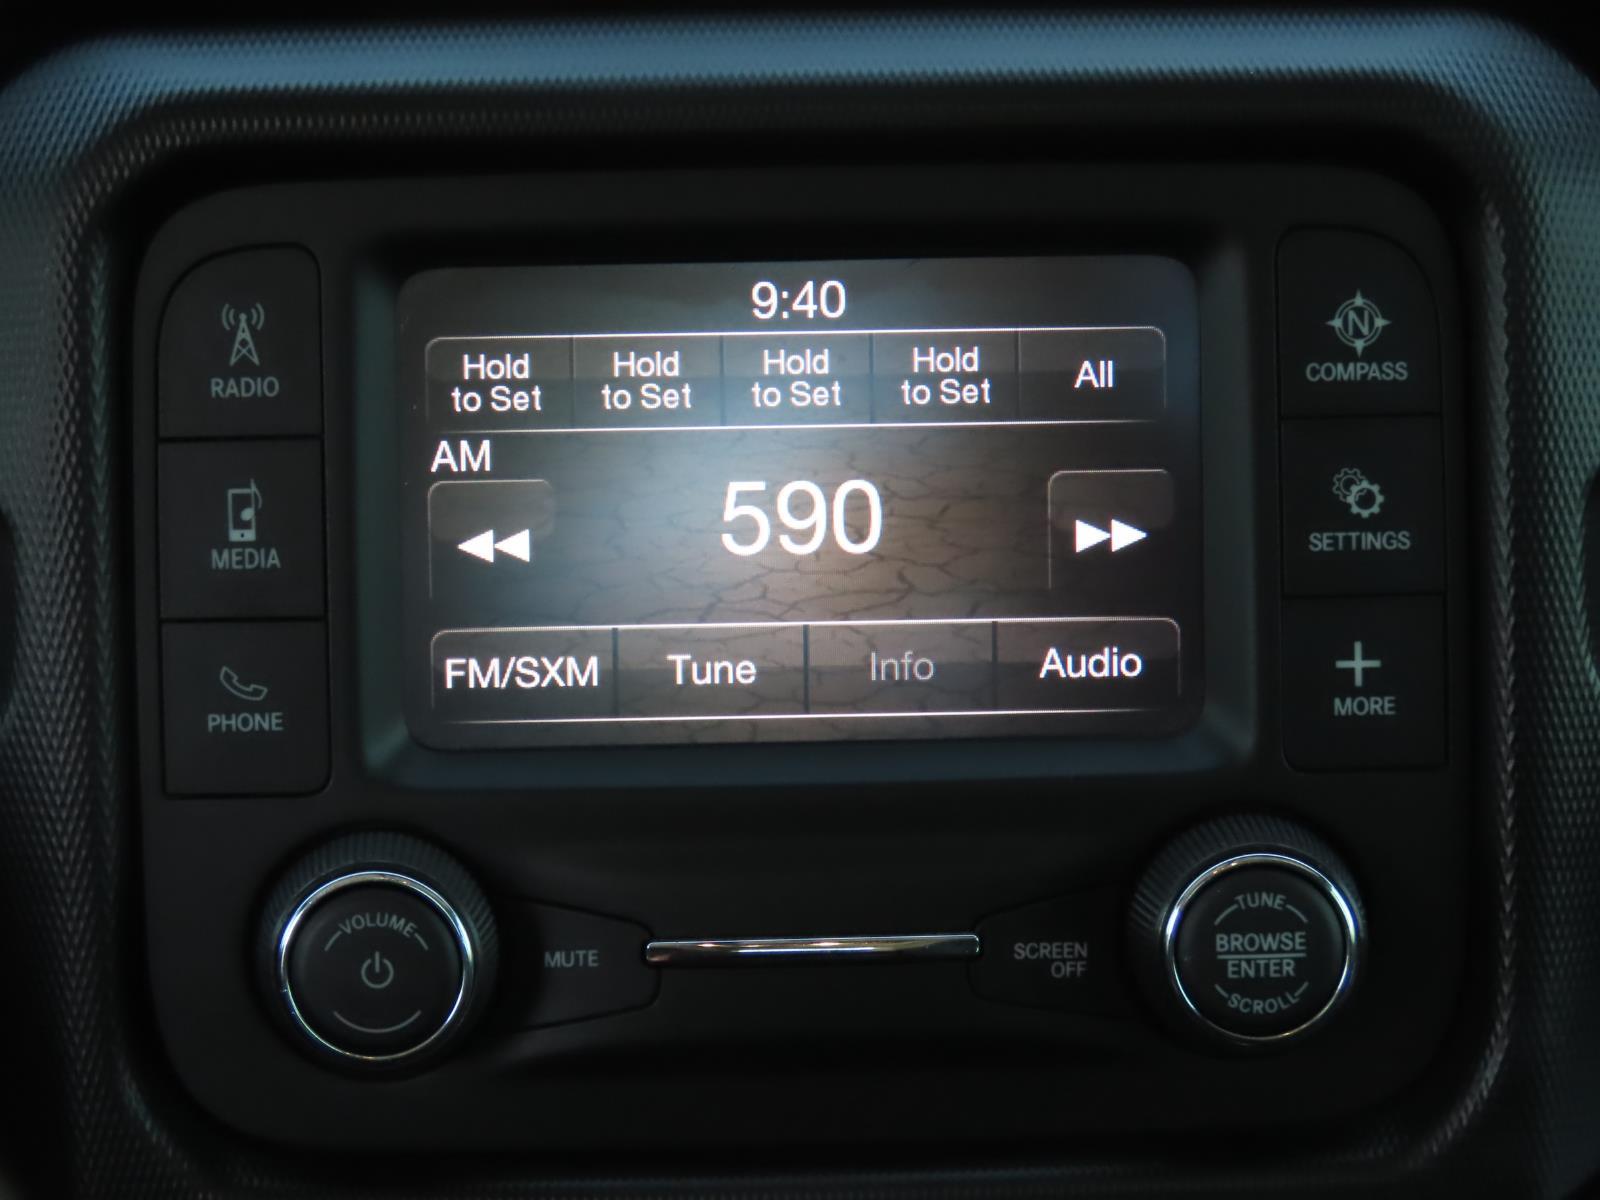 9:40
Hold
to Set
Hold
to Set
Hold
to Set
Hold
to Set
All
AM
590
FM/SXM
Tune
Info
Audio
RADIO
MEDIA
PHONE
N
COMPASS
SETTINGS
MORE
VOLUME
MUTE
SCREEN
OFF
TUNE
BROWSE
ENTER
SCROLL